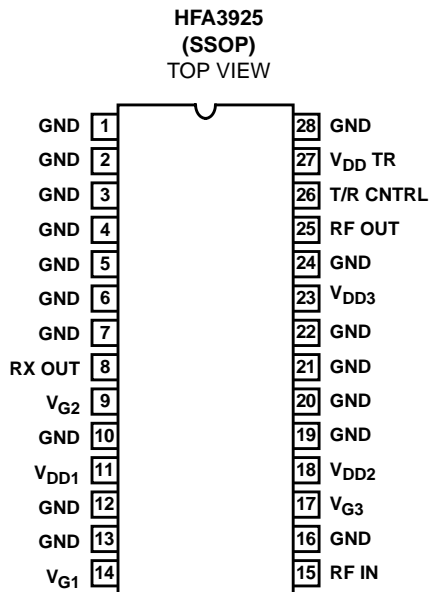 HFA3925
(SSOP)
TOP VIEW
GND 1 28 GND
GND 2 27 VDD TR
GND 3 26 T/R CNTRL
GND 4 25 RF OUT
GND 5 24 GND
GND 6 23 VDD3
GND 7 22 GND
RX OUT 8 21 GND
VG2 9 20 GND
GND 10 19 GND
VDD1 11 18 VDD2
GND 12 17 VG3
GND 13 16 GND
VG1 14 15 RF IN